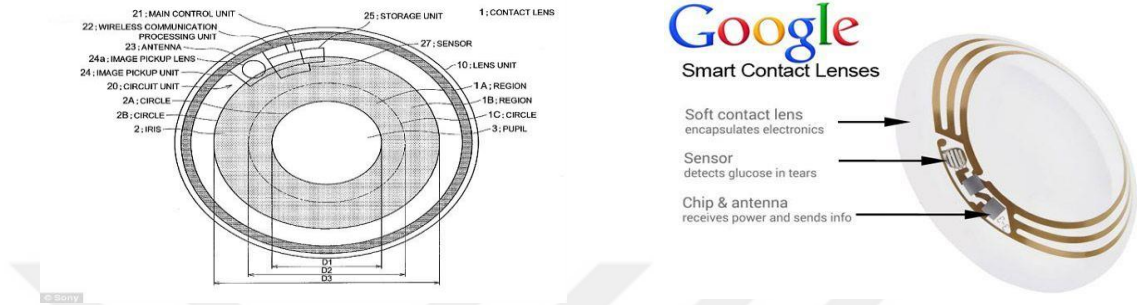 21; MAIN CONTROL UNIT
22; WIRELESS COMMUNICATION
PROCESSING UNIT
23; ANTENNA
24a; IMAGE PICKUP LENS
24; IMAGE PICKUP UNIT
20; CIRCUIT UNIT
2A; CIRCLE
2B; CIRCLE
2; IRIS
25; STORAGE UNIT
1; CONTACT LENS
27; SENSOR
10; LENS UNIT
1A; REGION
1B; REGION
1C; CIRCLE
3; PUPIL
D1
D2
D3
© Sony
Google
Smart Contact Lenses
Soft contact lens
encapsulates electronics
Sensor
detects glucose in tears
Chip & antenna
receives power and sends info